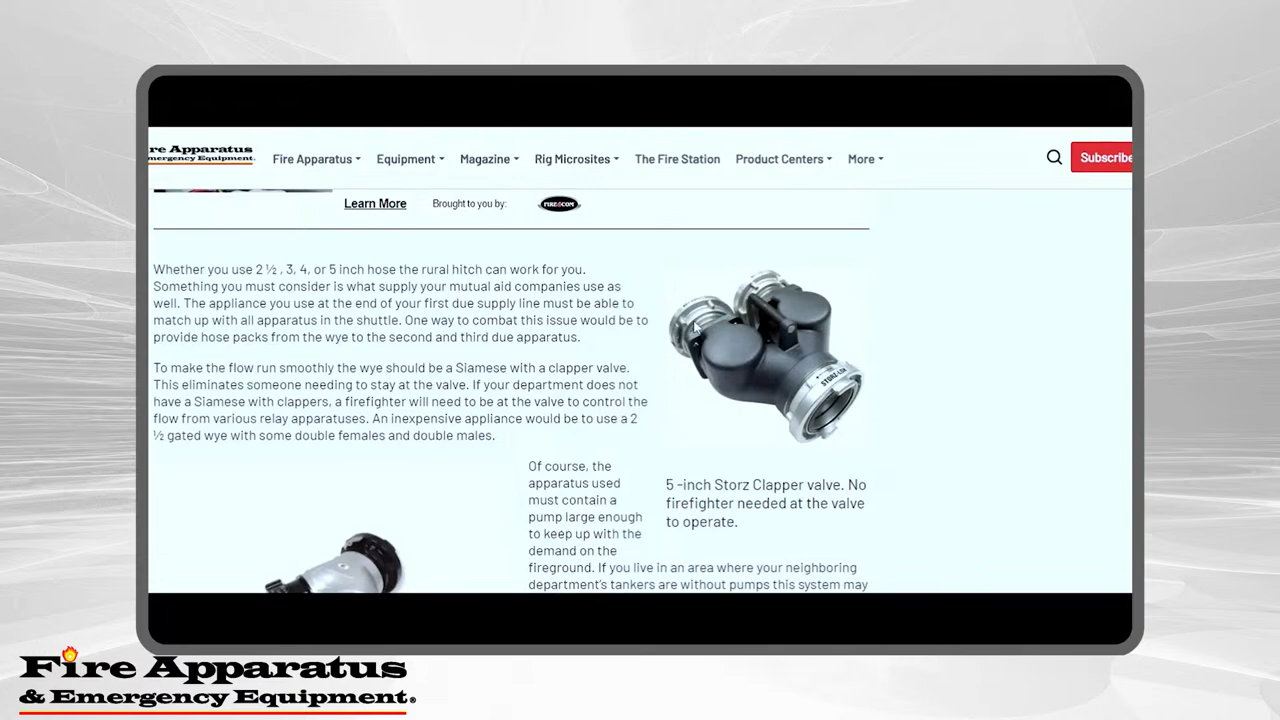 re Apparatus
mergency Equipment.
Fire Apparatus
Equipment
Magazine
Rig Microsites
The Fire Station
Product Centers
More
Subscribe
Learn More
Brought to you by:
FIRECOM
Whether you use 2 ½ , 3, 4, or 5 inch hose the rural hitch can work for you.
Something you must consider is what supply your mutual aid companies use as
well. The appliance you use at the end of your first due supply line must be able to
match up with all apparatus in the shuttle. One way to combat this issue would be to
provide hose packs from the wye to the second and third due apparatus.
To make the flow run smoothly the wye should be a Siamese with a clapper valve.
This eliminates someone needing to stay at the valve. If your department does not
have a Siamese with clappers, a firefighter will need to be at the valve to control the
flow from various relay apparatuses. An inexpensive appliance would be to use a 2
½ gated wye with some double females and double males.
STORZ-LOK
5 -inch Storz Clapper valve. No
firefighter needed at the valve
to operate.
Of course, the
apparatus used
must contain a
pump large enough
to keep up with the
demand on the
fireground. If you live in an area where your neighboring
department's tankers are without pumps this system may
Fire Apparatus
& Emergency Equipment.